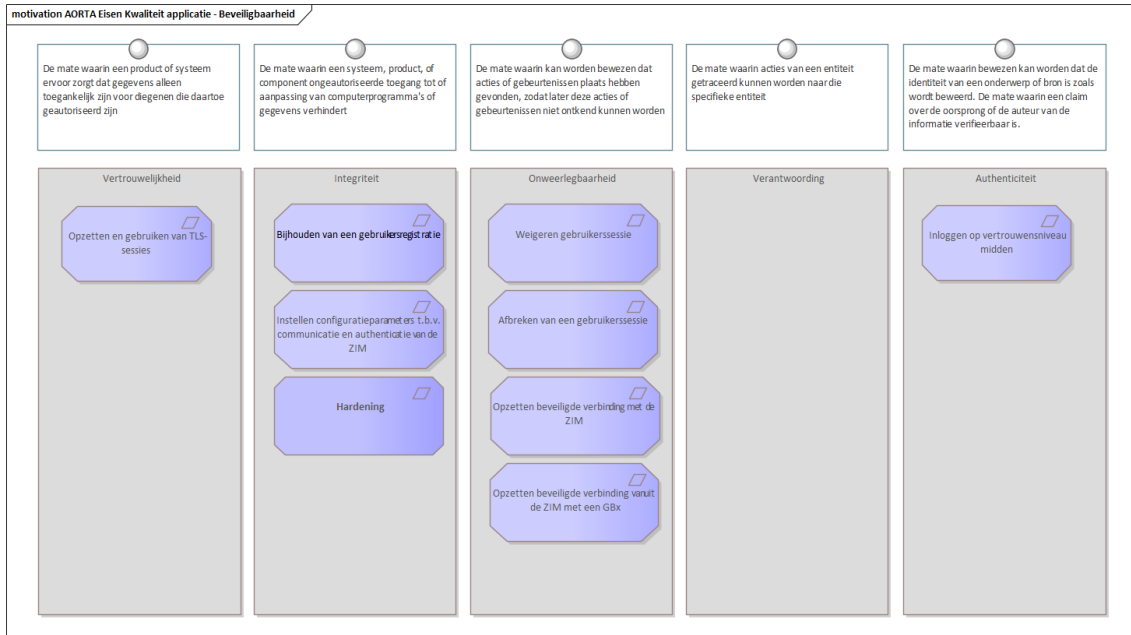 motivation AORTA Eisen Kwaliteit applicatie - Beveiligbaarheid
De mate waarin een product of systeem
ervoor zorgt dat gegevens alleen
toegankelijk zijn voor diegenen die daartoe
geautoriseerd zijn
De mate waarin een systeem, product, of
component ongeautoriseerde toegang tot of
aanpassing van computerprogramma's of
gegevens verhindert
De mate waarin kan worden bewezen dat
acties of gebeurtenissen plaats hebben
gevonden, zodat later deze acties of
gebeurtenissen niet ontkend kunnen worden
De mate waarin acties van een entiteit
getraceerd kunnen worden naar die
specifieke entiteit
De mate waarin bewezen kan worden dat de
identiteit van een onderwerp of bron is zoals
wordt beweerd. De mate waarin een claim
over de oorsprong of de auteur van de
informatie verifieerbaar is.
Vertrouwelijkheid
Opzetten en gebruiken van TLS-
sessies
Integriteit
Bijhouden van een gebruikersregistratie
Instellen configuratieparameters t.b.v.
communicatie en authenticatie van de
ZIM
Hardening
Onweerlegbaarheid
Weigeren gebruikerssessie
Afbreken van een gebruikerssessie
Opzetten beveiligde verbinding met de
ZIM
Opzetten beveiligde verbinding vanuit
de ZIM met een GBx
Verantwoording
Authenticiteit
Inloggen op vertrouwensniveau
midden